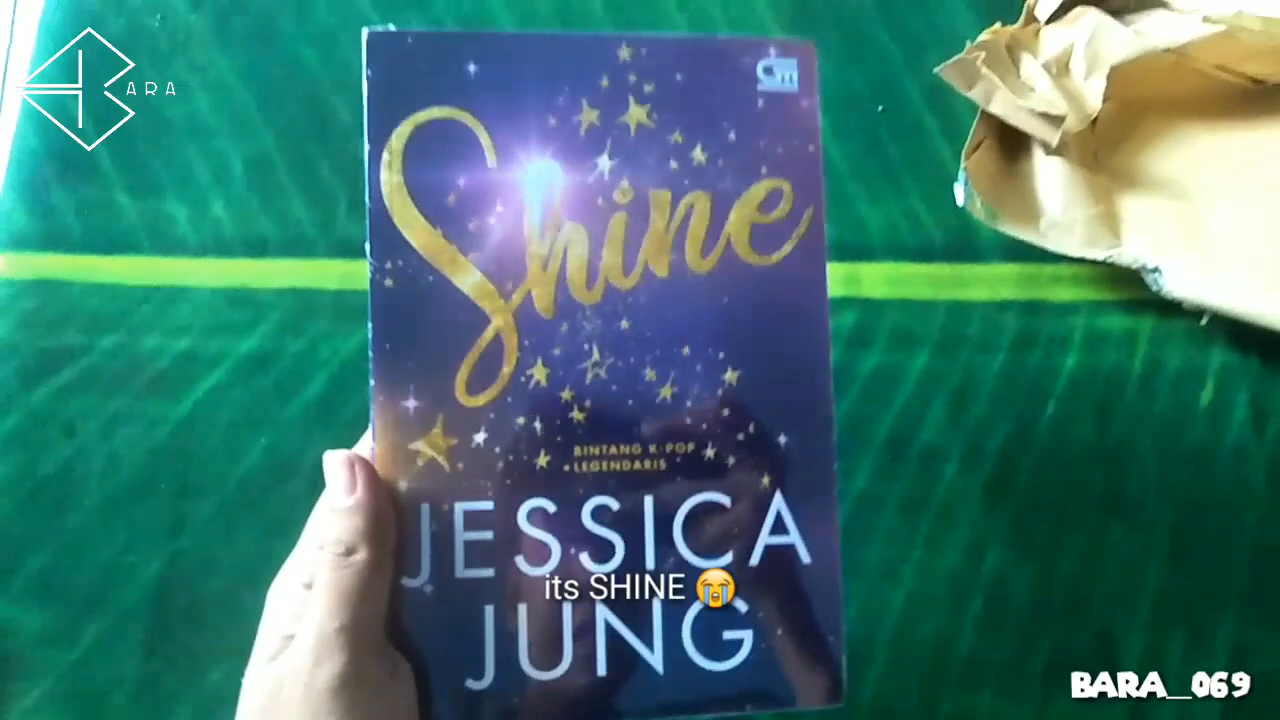 ARA
Shine
BINTANG K-POP
LEGENDARIS
JESSICA
its SHINE 😭
JUNG
BARA_069